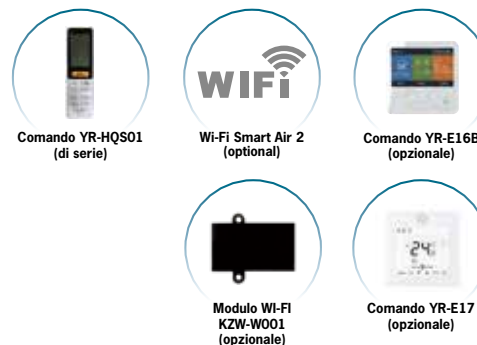 WIFi
Comando YR-HQS01
(di serie)
Wi-Fi Smart Air 2
(optional)
Comando YR-E16B
(opzionale)
24
Modulo WI-FI
KZW-W001
(opzionale)
Comando YR-E17
(opzionale)